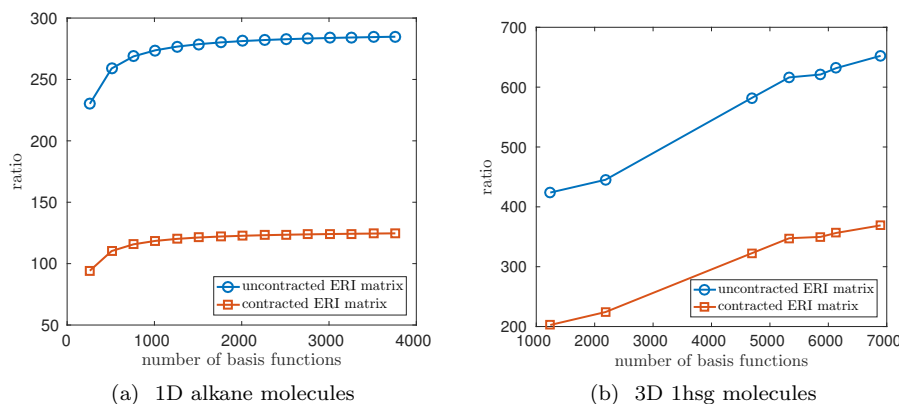 300
250
200
150
100
50
ratio
0
1000
2000
3000
4000
number of basis functions
uncontracted ERI matrix
contracted ERI matrix
(a) 1D alkane molecules
700
600
500
400
300
200
ratio
1000
2000
3000
4000
5000
6000
7000
number of basis functions
uncontracted ERI matrix
contracted ERI matrix
(b) 3D 1hsg molecules